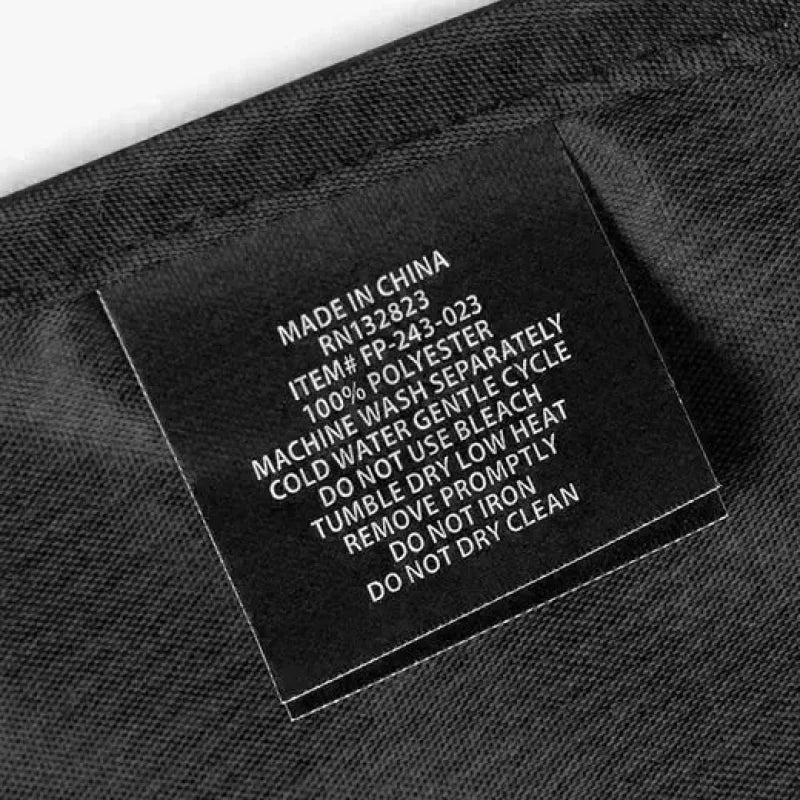 MADE IN CHINA
RN132823
ITEM# FP-243-023
100% POLYESTER
MACHINE WASH SEPARATELY
COLD WATER GENTLE CYCLE
DO NOT USE BLEACH
TUMBLE DRY LOW HEAT
REMOVE PROMPTLY
DO NOT IRON
DO NOT DRY CLEAN